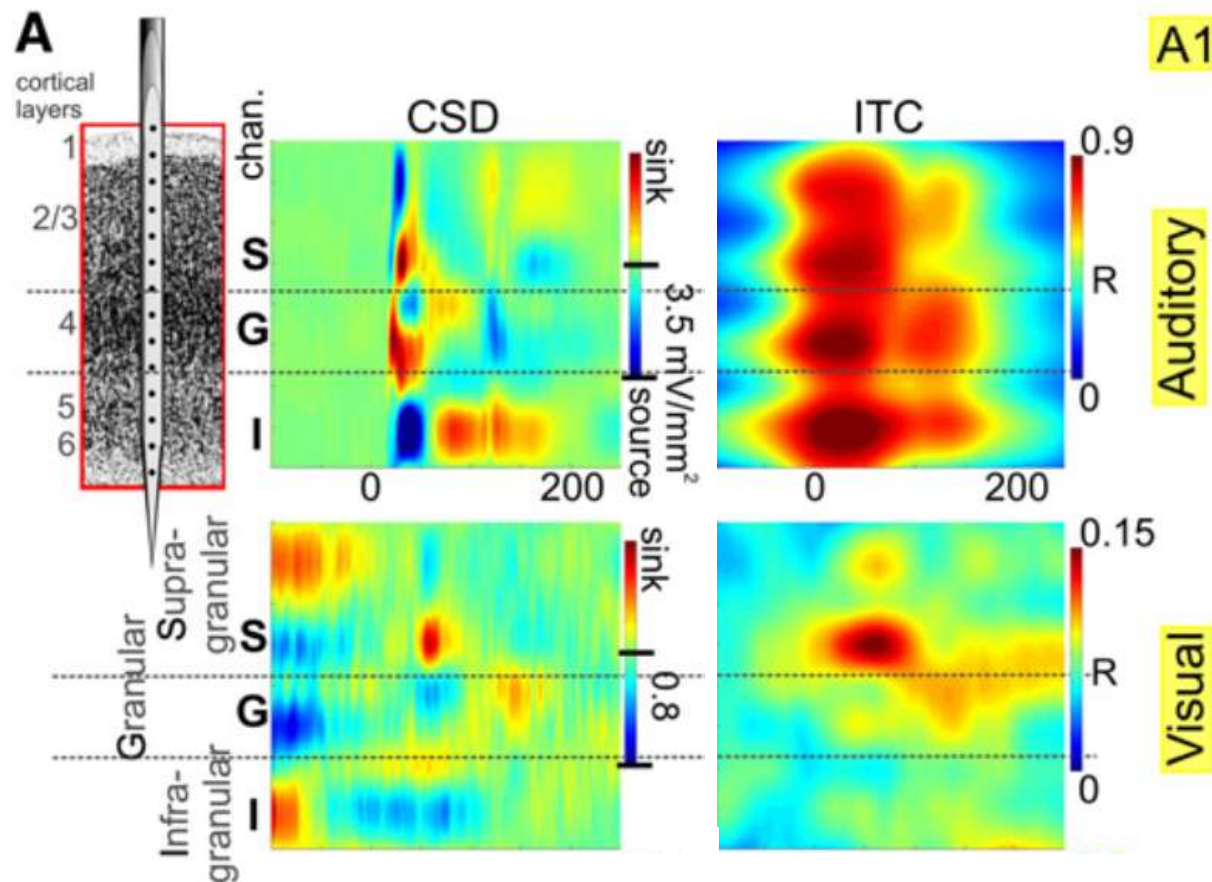 A
A1
cortical
layers
1
2/3
4
5
6
chan.
S
G
I
CSD
ITC
sink
3.5 mV/mm²
source
0.9
R
0
Auditory
0
200
0
200
Supra-
granular
Granular
Infra-
granular
S
G
I
sink
0.8
0.15
R
0
Visual